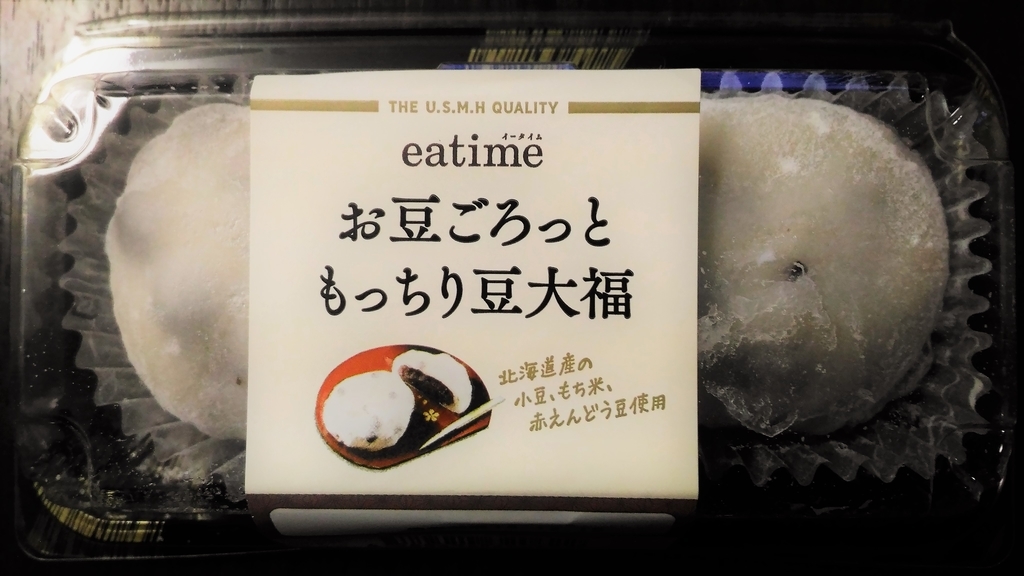 THE U.S.M.H QUALITY
イータイム
eatime
お豆ごろっと
もっちり豆大福
北海道産の
小豆、もち米、
赤えんどう豆使用